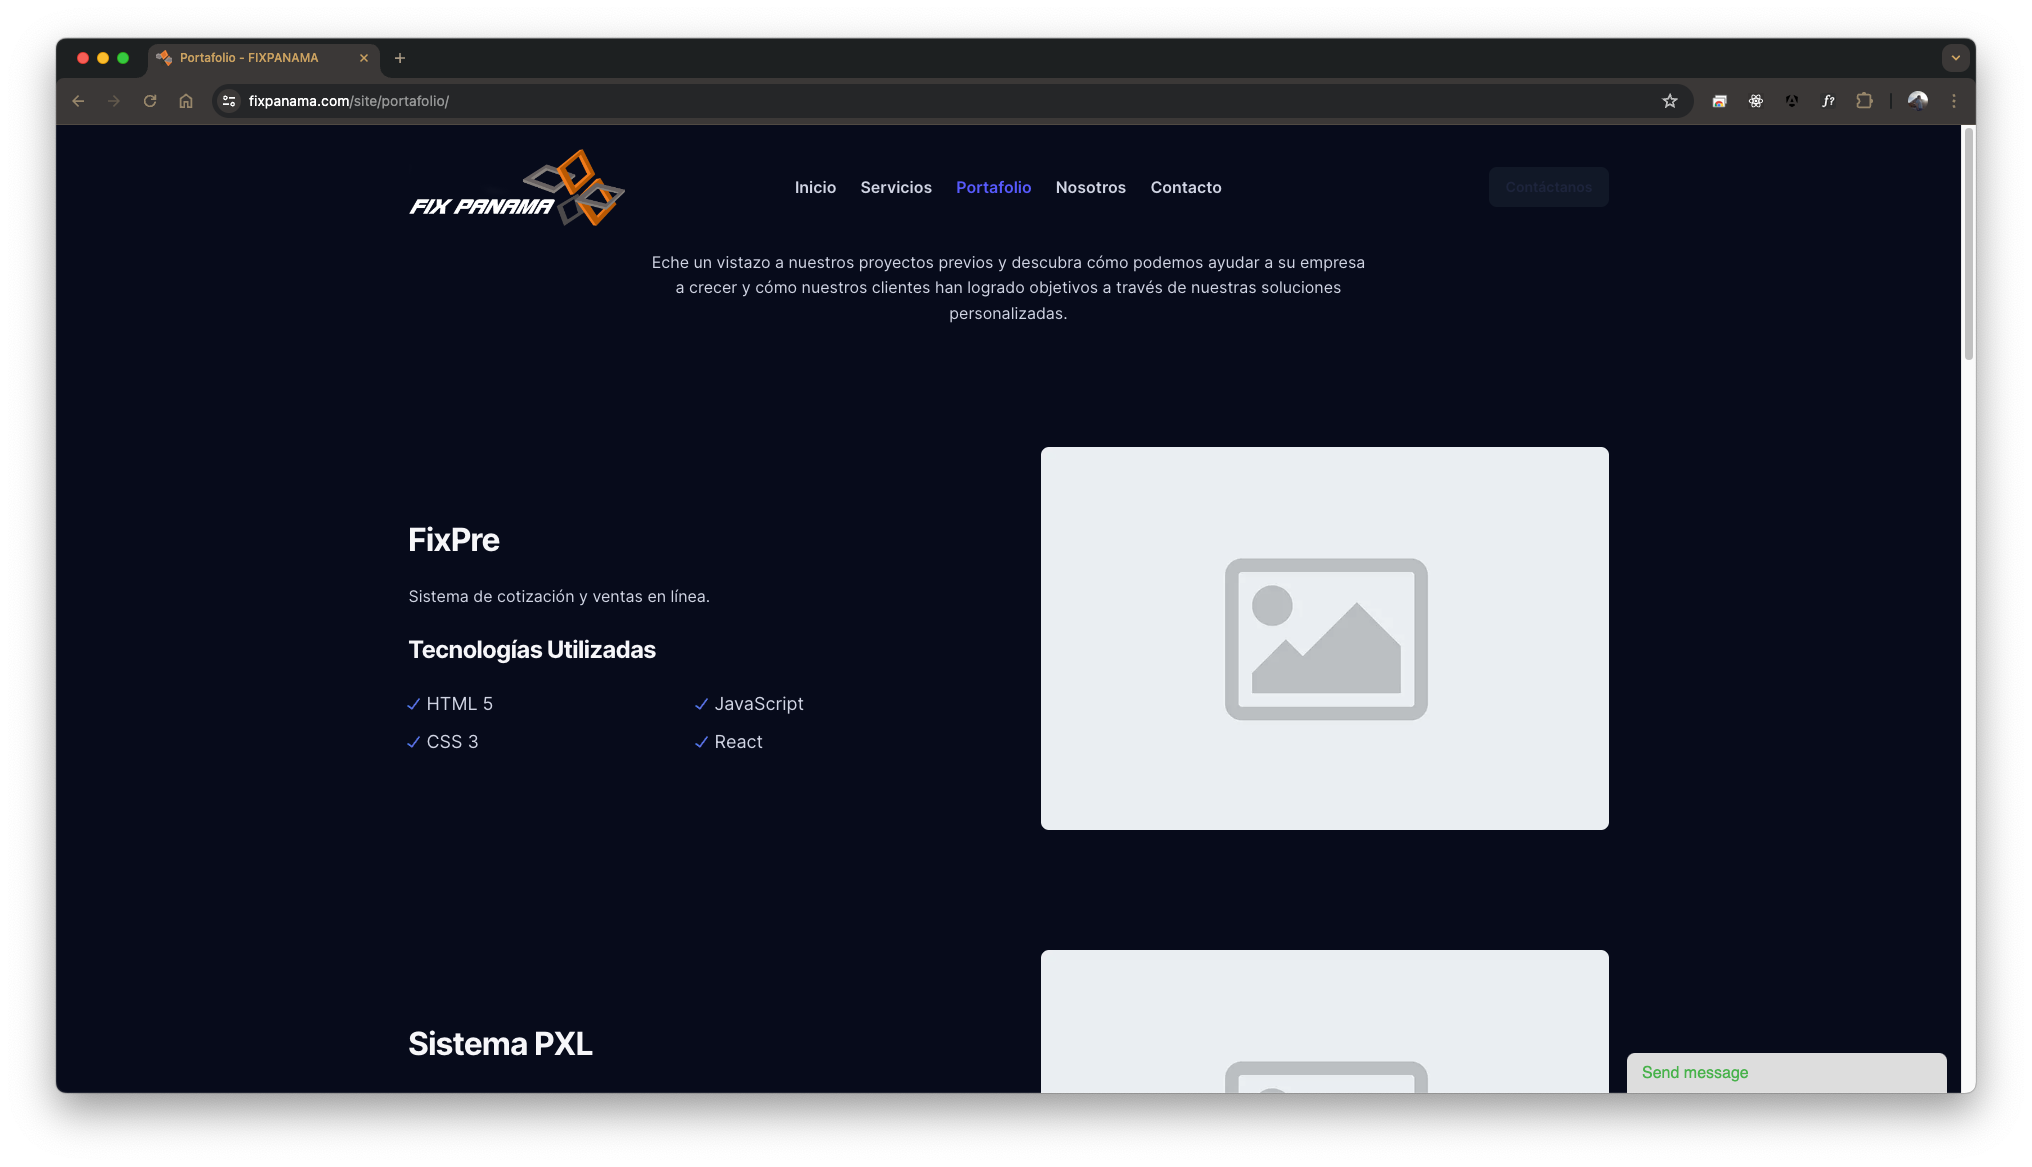 Portafolio - FIXPANAMA
fixpanama.com/site/portafolio/
f?
FIX PANAMA
Inicio Servicios Portafolio Nosotros Contacto
Contáctanos
Eche un vistazo a nuestros proyectos previos y descubra cómo podemos ayudar a su empresa
a crecer y cómo nuestros clientes han logrado objetivos a través de nuestras soluciones
personalizadas.
FixPre
Sistema de cotización y ventas en línea.
Tecnologías Utilizadas
HTML 5
JavaScript
CSS 3
React
Sistema PXL
Send message